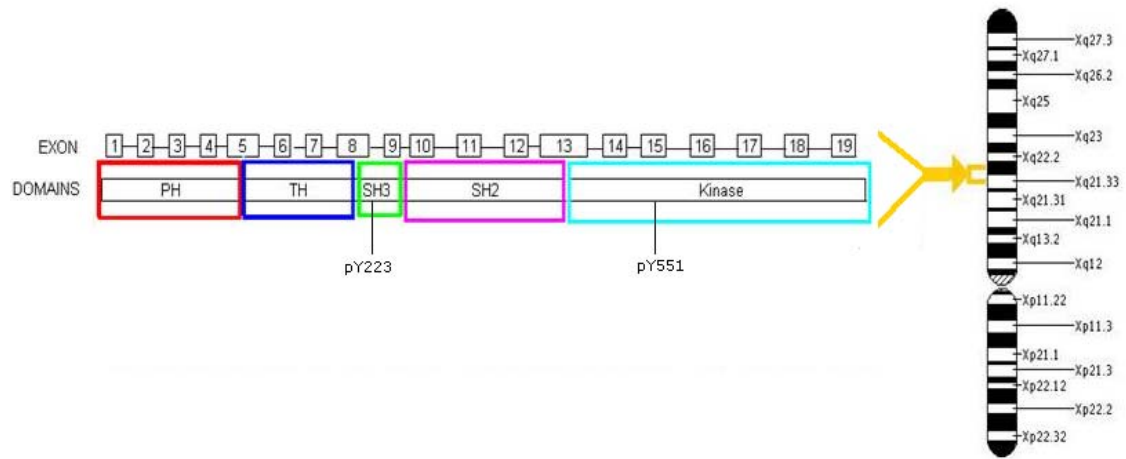 EXON 1 2 3 4 5 6 7 8 9 10 11 12 13 14 15 16 17 18 19
DOMAINS PH TH SH3 SH2 Kinase
pY223 pY551
Xq27.3
Xq27.1
Xq26.2
Xq25
Xq23
Xq22.2
Xq21.33
Xq21.31
Xq21.1
Xq13.2
Xq12
Xp11.22
Xp11.3
Xp21.1
Xp21.3
Xp22.12
Xp22.2
Xp22.32